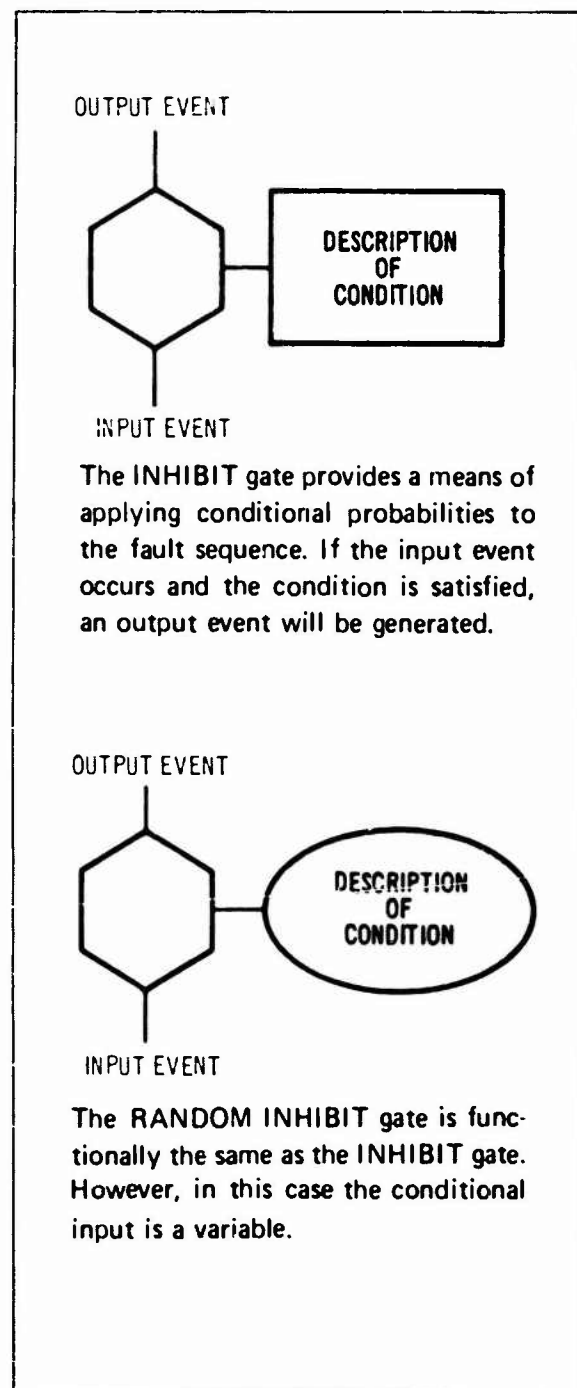 OUTPUT EVENT
DESCRIPTION
OF
CONDITION
INPUT EVENT
The INHIBIT gate provides a means of
applying conditional probabilities to
the fault sequence. If the input event
occurs and the condition is satisfied,
an output event will be generated.
OUTPUT EVENT
DESCRIPTION
OF
CONDITION
INPUT EVENT
The RANDOM INHIBIT gate is func-
tionally the same as the INHIBIT gate.
However, in this case the conditional
input is a variable.